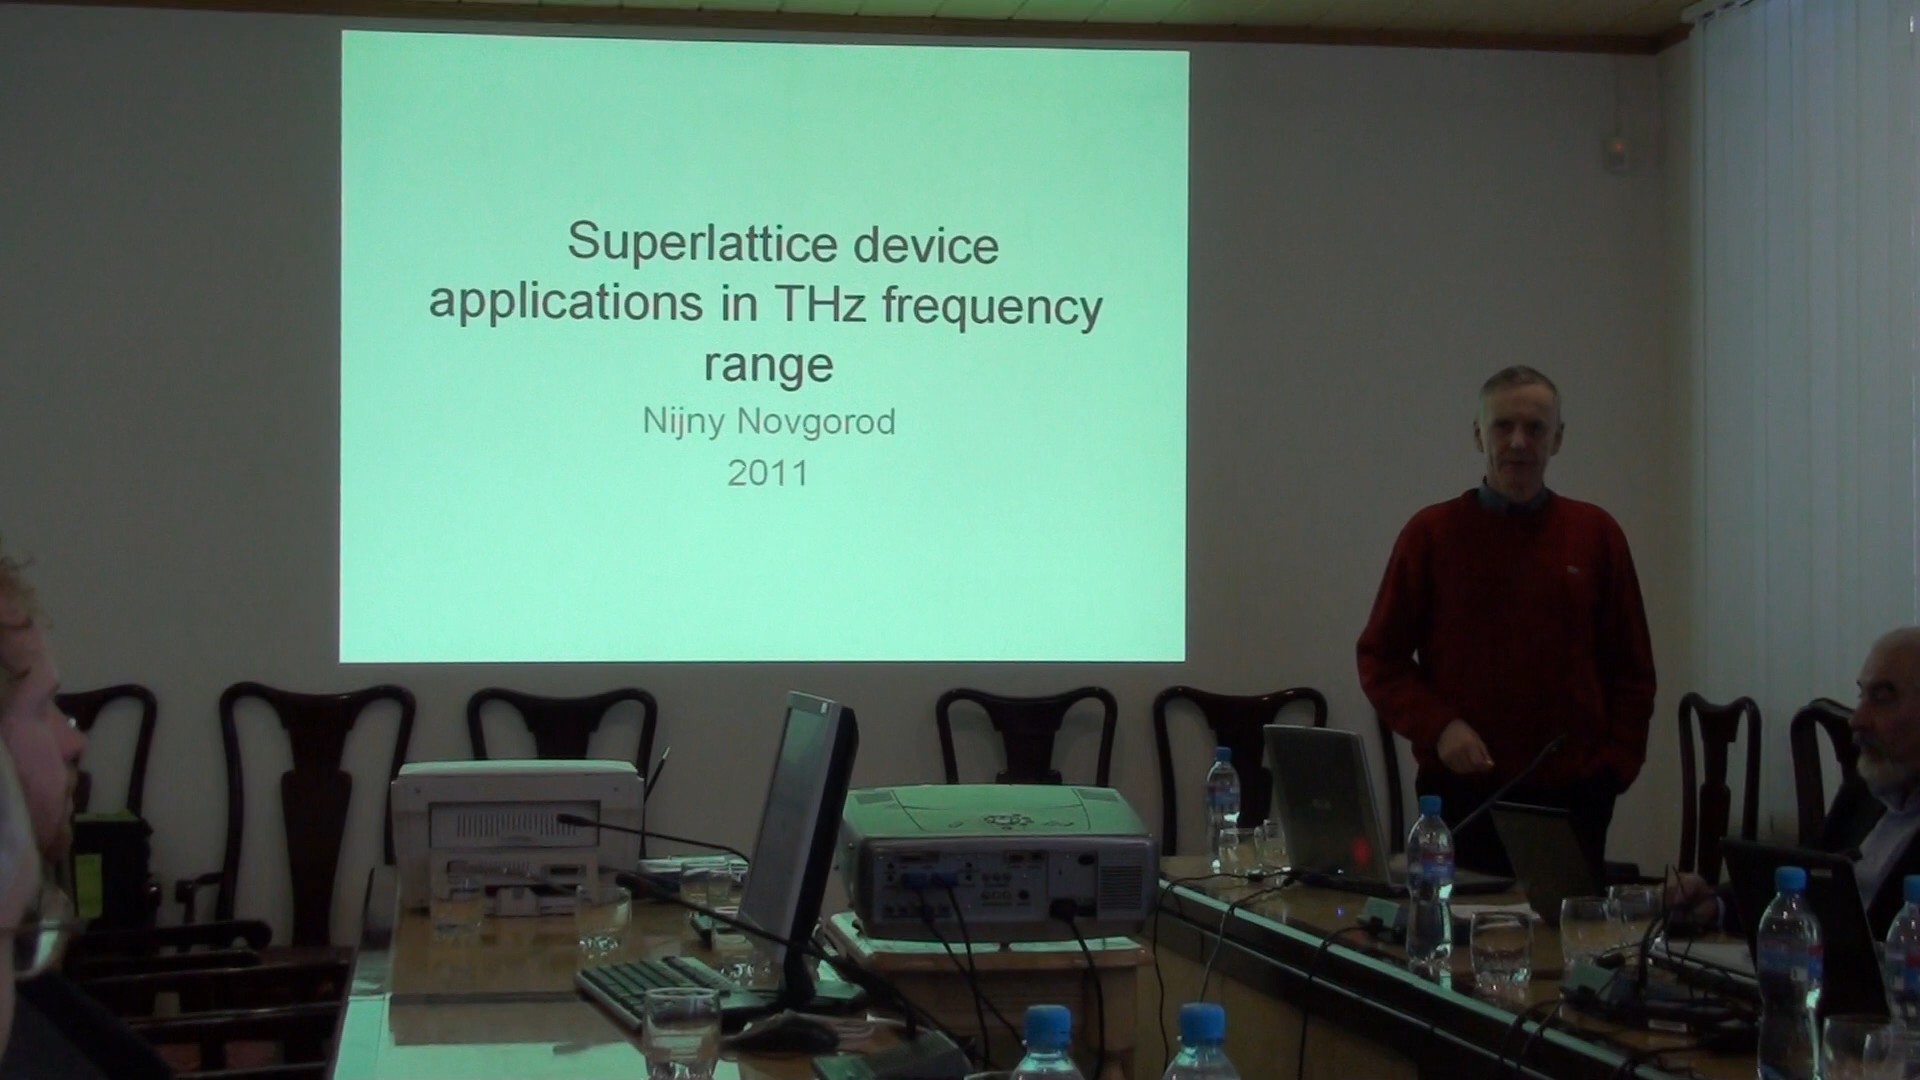 Superlattice device
applications in THz frequency
range
Nijny Novgorod
2011